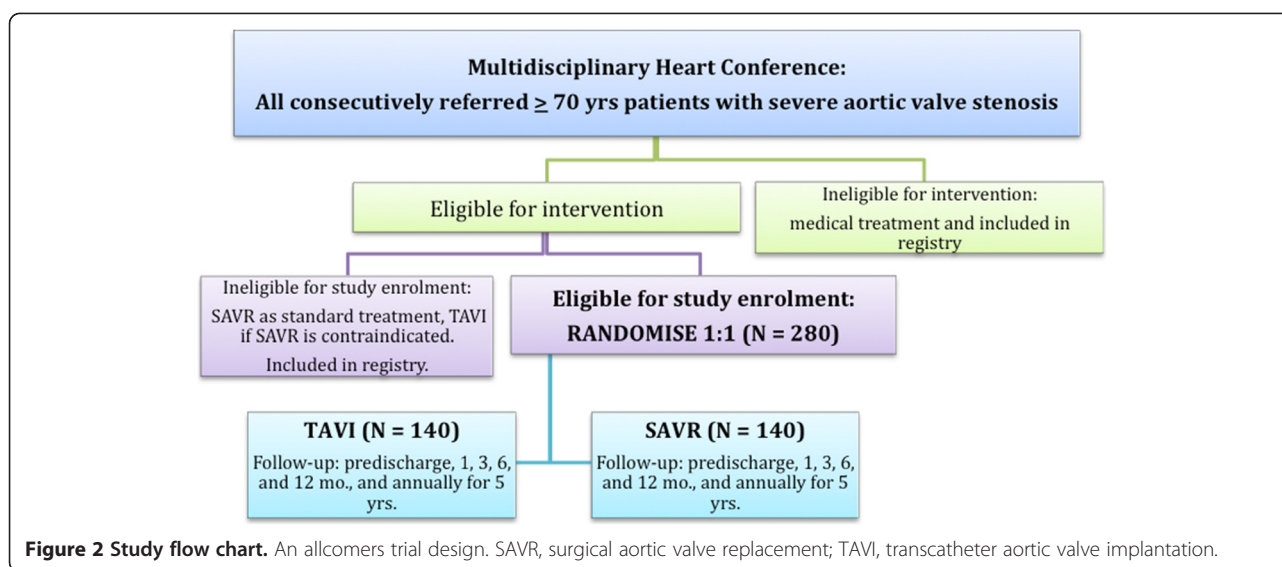 Multidisciplinary Heart Conference:
All consecutively referred ≥ 70 yrs patients with severe aortic valve stenosis
Eligible for intervention
Ineligible for intervention:
medical treatment and included in
registry
Ineligible for study enrolment:
SAVR as standard treatment, TAVI
if SAVR is contraindicated.
Included in registry.
Eligible for study enrolment:
RANDOMISE 1:1 (N = 280)
TAVI (N = 140)
Follow-up: predischarge, 1, 3, 6,
and 12 mo., and annually for 5
yrs.
SAVR (N = 140)
Follow-up: predischarge, 1, 3, 6,
and 12 mo., and annually for 5
yrs.
Figure 2 Study flow chart. An allcomers trial design. SAVR, surgical aortic valve replacement; TAVI, transcatheter aortic valve implantation.